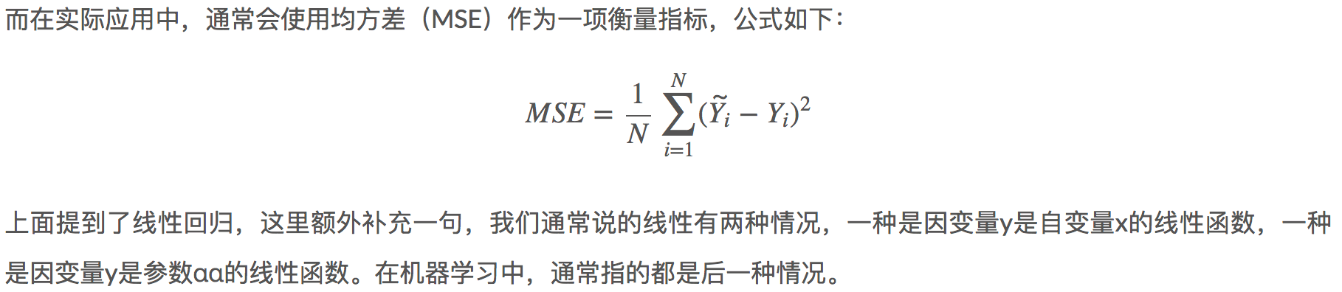 而在实际应用中，通常会使用均方差（MSE）作为一项衡量指标，公式如下：
MSE = \frac{1}{N} \sum_{i=1}^{N} (\tilde{Y}_i - Y_i)^2
上面提到了线性回归，这里额外补充一句，我们通常说的线性有两种情况，一种是因变量y是自变量x的线性函数，一种
是因变量y是参数αα的线性函数。在机器学习中，通常指的都是后一种情况。